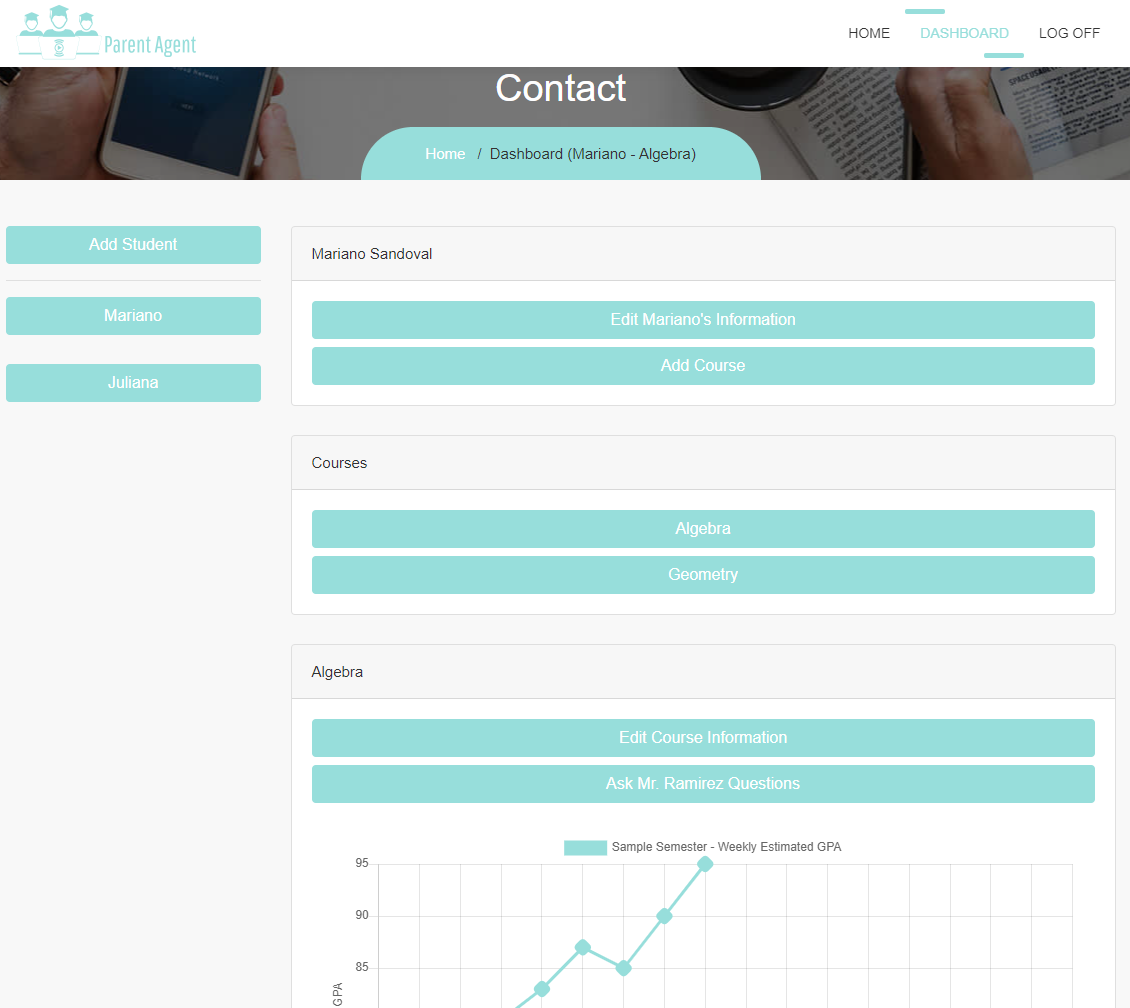 Parent Agent
HOME
DASHBOARD
LOG OFF
Contact
Home / Dashboard (Mariano - Algebra)
Add Student
Mariano
Juliana
Mariano Sandoval
Edit Mariano's Information
Add Course
Courses
Algebra
Geometry
Algebra
Edit Course Information
Ask Mr. Ramirez Questions
Sample Semester - Weekly Estimated GPA
95
90
85
GPA